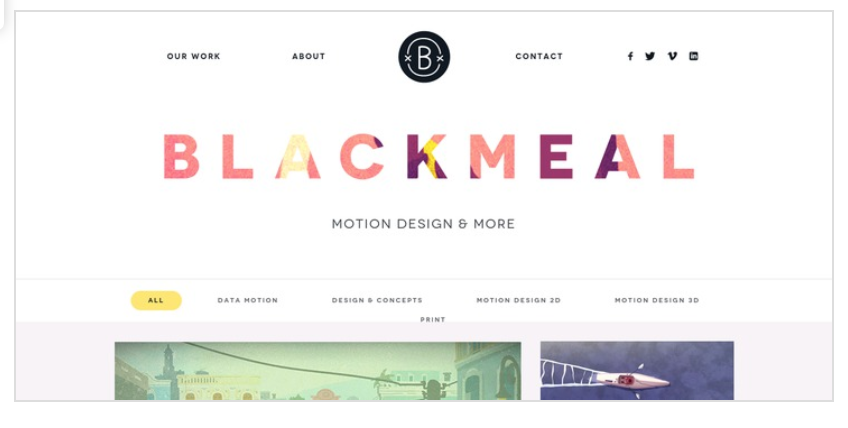 OUR WORK ABOUT B CONTACT
BLACKMEAL
MOTION DESIGN & MORE
ALL DATA MOTION DESIGN & CONCEPTS MOTION DESIGN 2D MOTION DESIGN 3D
PRINT